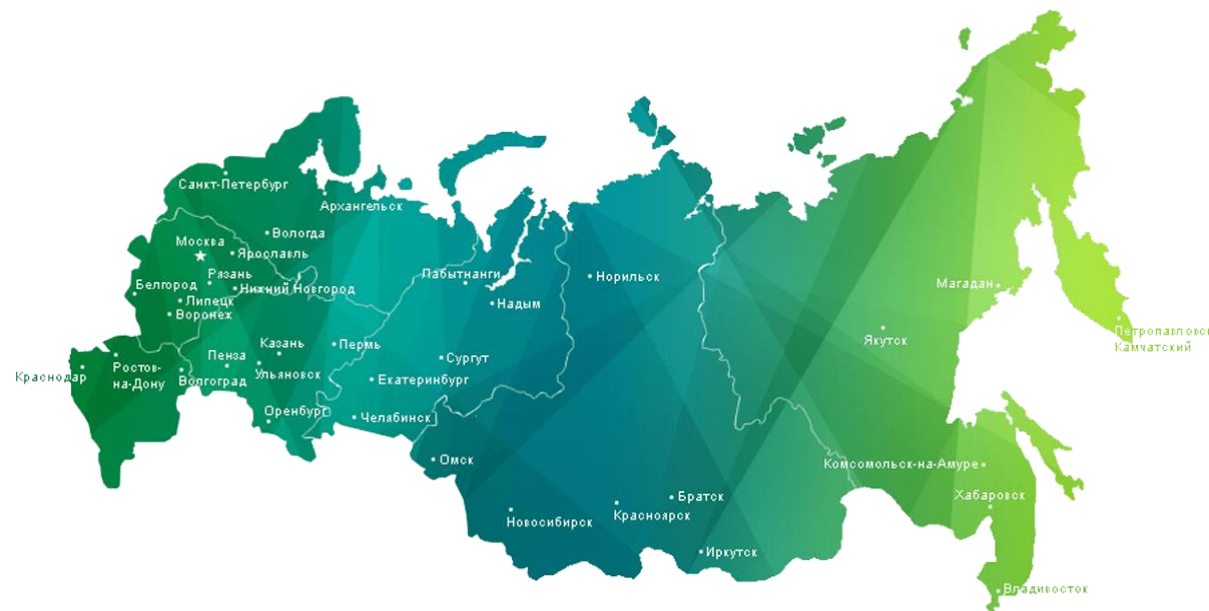 Санкт-Петербург
Архангельск
Вологда
Москва
Ярославль
Рязань
Белгород
Нижний Новгород
Липецк
Воронеж
Лабытнанги
Надым
Норильск
Магадан
Якутск
Петропавловск
Камчатский
Казань
Пермь
Пенза
Сургут
Ульяновск
Екатеринбург
Краснодар
Ростов-
на-Дону
Волгоград
Оренбург
Челябинск
Омск
Новосибирск
Красноярск
Братск
Иркутск
Комсомольск-на-Амуре
Хабаровск
Владивосток